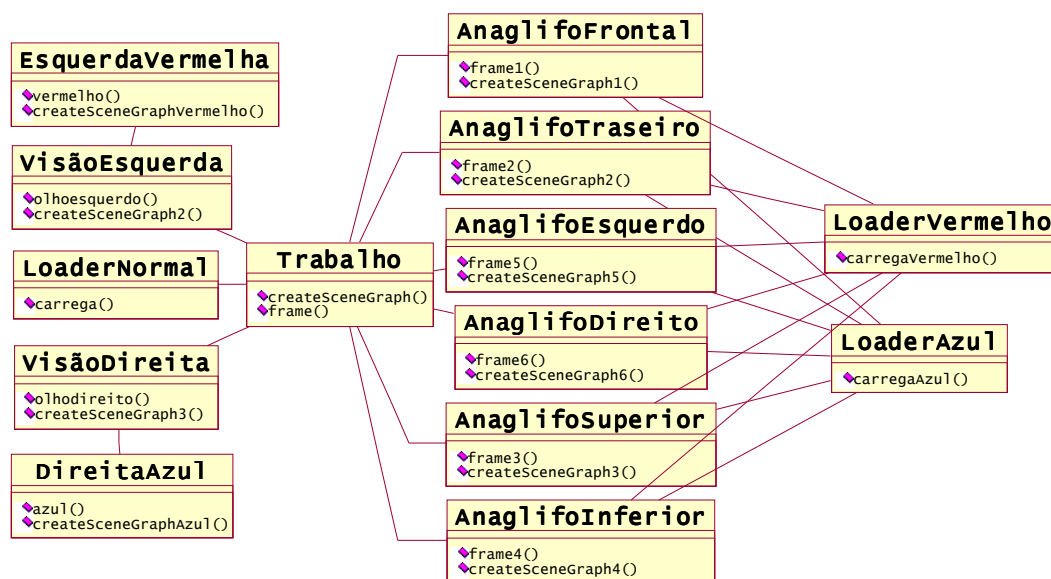 EsquerdaVermelha
vermelho()
createSceneGraphVermelho()
VisãoEsquerda
olhoesquerdo()
createSceneGraph2()
LoaderNormal
carrega()
VisãoDireita
olhodireito()
createSceneGraph3()
DireitaAzul
azul()
createSceneGraphAzul()
Trabalho
createSceneGraph()
frame()
AnaglifoFrontal
frame1()
createSceneGraph1()
AnaglifoTraseiro
frame2()
createSceneGraph2()
AnaglifoEsquerdo
frame5()
createSceneGraph5()
AnaglifoDireito
frame6()
createSceneGraph6()
AnaglifoSuperior
frame3()
createSceneGraph3()
AnaglifoInferior
frame4()
createSceneGraph4()
LoaderVermelho
carregaVermelho()
LoaderAzul
carregaAzul()